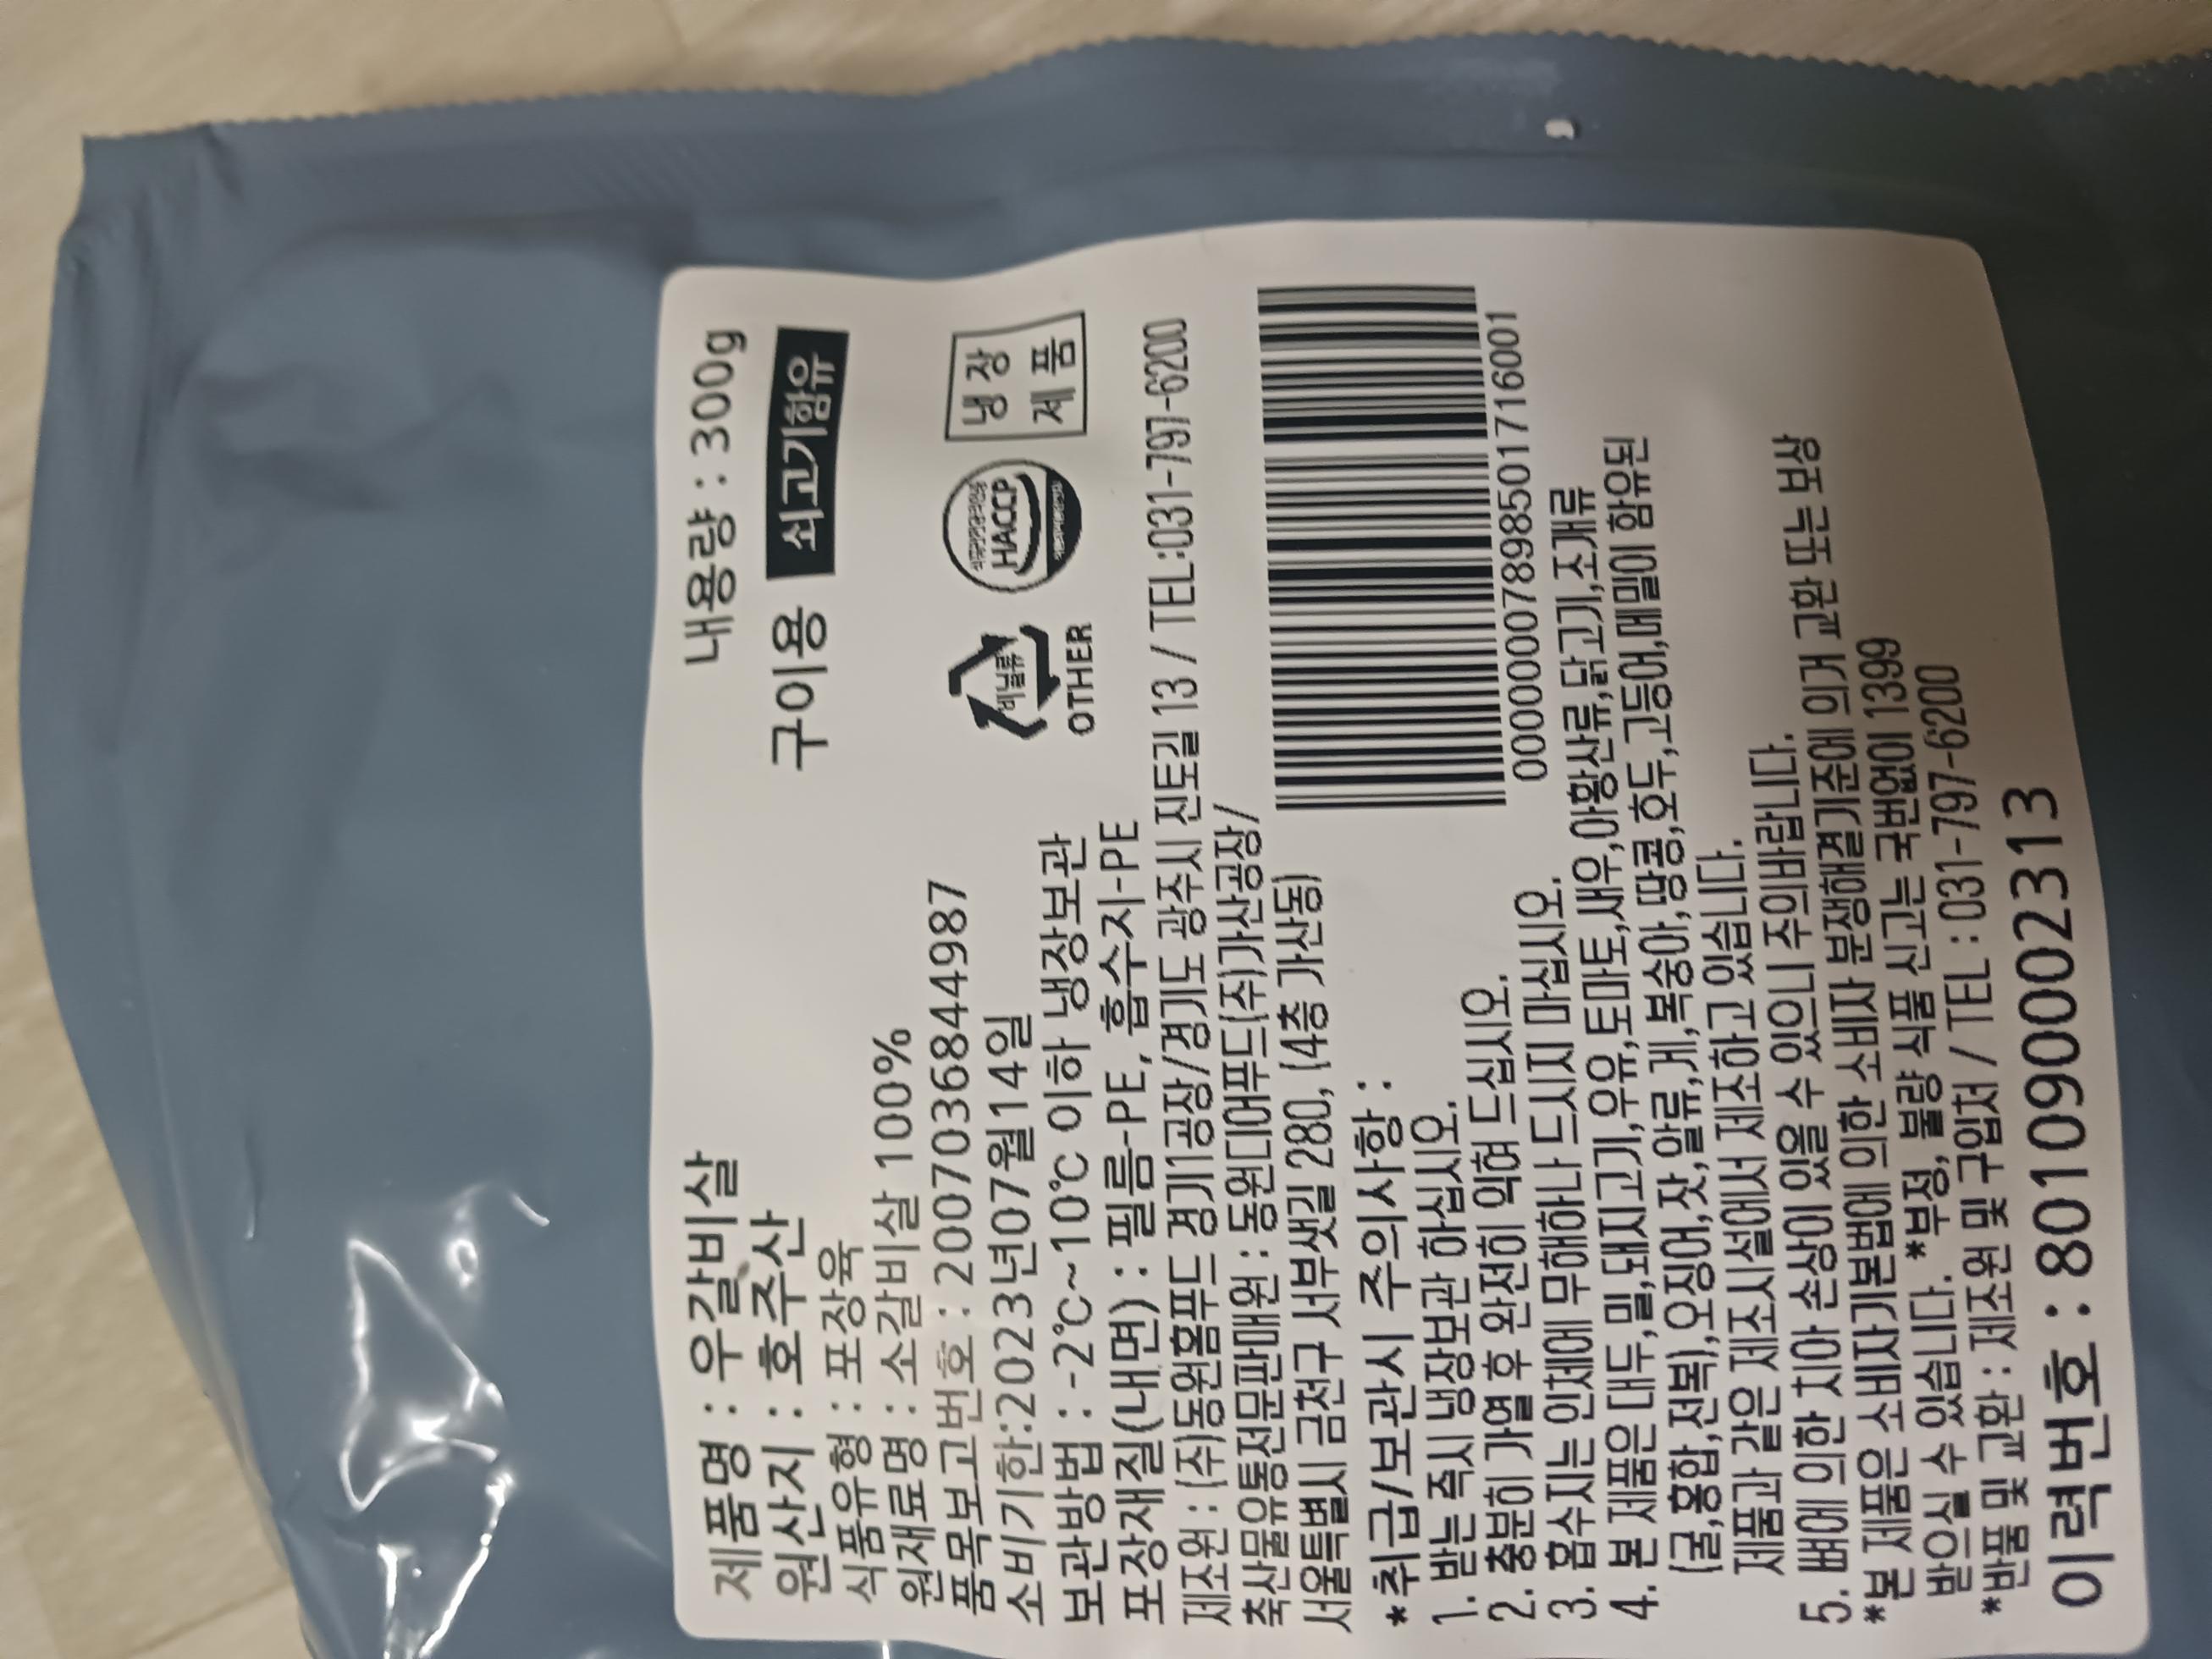 제품명 : 우갈비살
내용량 : 300g
원산지 : 호주산
구이용 쇠고기함유
식품유형 : 포장육
원재료명 : 소갈비살 100%
품목보고번호 : 20070368444987
소비기한:2023년07월14일
보관방법 : -2℃~10℃ 이하 냉장보관
포장재질(내면) : 필름-PE, 흡수지-PE
비닐류
OTHER
HACCP
냉장
제품
제조원 : (주)동원홈푸드 경기1공장/경기도 광주시 진토길 13 / TEL:031-797-6200
축산물유통전문판매원 : 동원디어푸드(주)가산공장/
서울특별시 금천구 서부샛길 280, (4층 가산동)
00000007898501716001
*취급/보관시 주의사항 :
1. 받는 즉시 냉장보관 하십시오.
2. 충분히 가열 후 완전히 익혀 드십시오.
3. 흡수지는 인체에 무해하나 드시지 마십시오.
4. 본 제품은 대두,밀,돼지고기,우유,토마토,새우,아황산류,닭고기,조개류
(굴,홍합,전복),오징어,잣,알류,게,복숭아,땅콩,호두,고등어,메밀이 함유된
제품과 같은 제조시설에서 제조하고 있습니다.
5. 뼈에 의한 치아 손상이 있을 수 있으니 주의바랍니다.
*본 제품은 소비자기본법에 의한 소비자 분쟁해결기준에 의거 교환 또는 보상
받으실 수 있습니다. *부정, 불량 식품 신고는 국번없이 1399
*반품 및 교환 : 제조원 및 구입처 / TEL : 031-797-6200
이력번호 : 801090002313